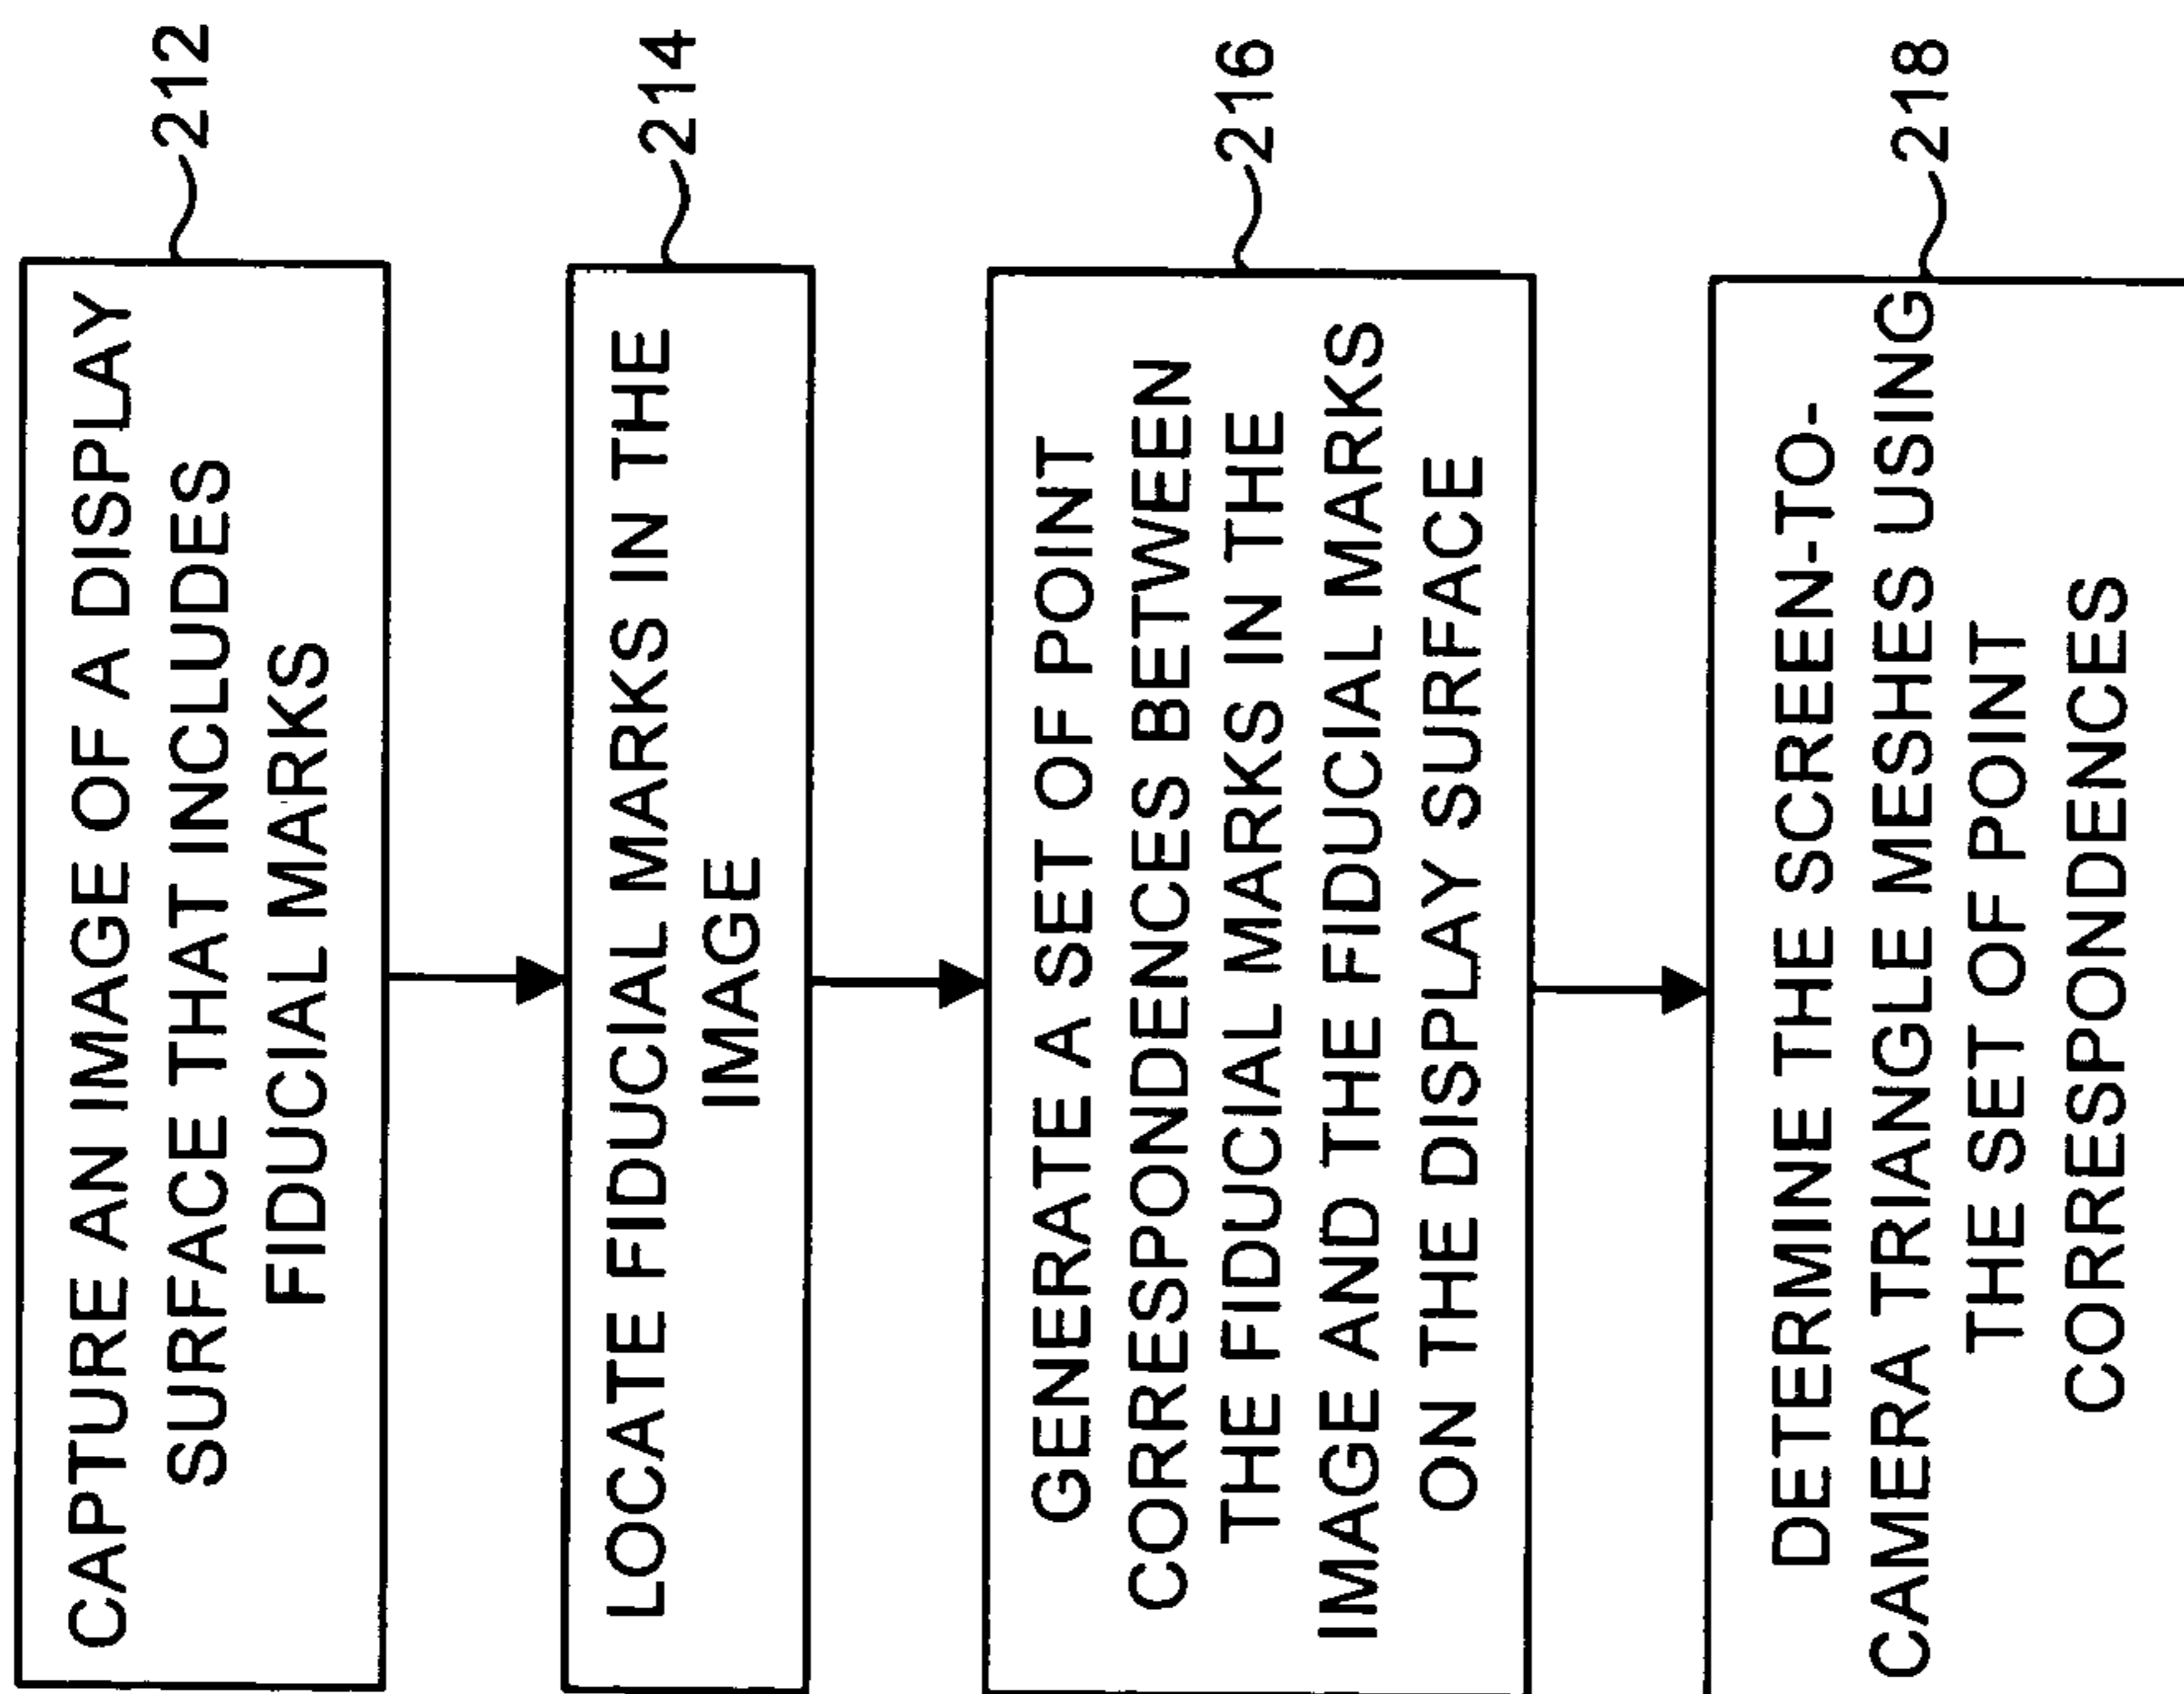 CAPTURE AN IMAGE OF A DISPLAY
SURFACE THAT INCLUDES
FIDUCIAL MARKS
212
LOCATE FIDUCIAL MARKS IN THE
IMAGE
214
GENERATE A SET OF POINT
CORRESPONDENCES BETWEEN
THE FIDUCIAL MARKS IN THE
IMAGE AND THE FIDUCIAL MARKS
ON THE DISPLAY SURFACE
216
DETERMINE THE SCREEN-TO-
CAMERA TRIANGLE MESHES USING
THE SET OF POINT
CORRESPONDENCES
218